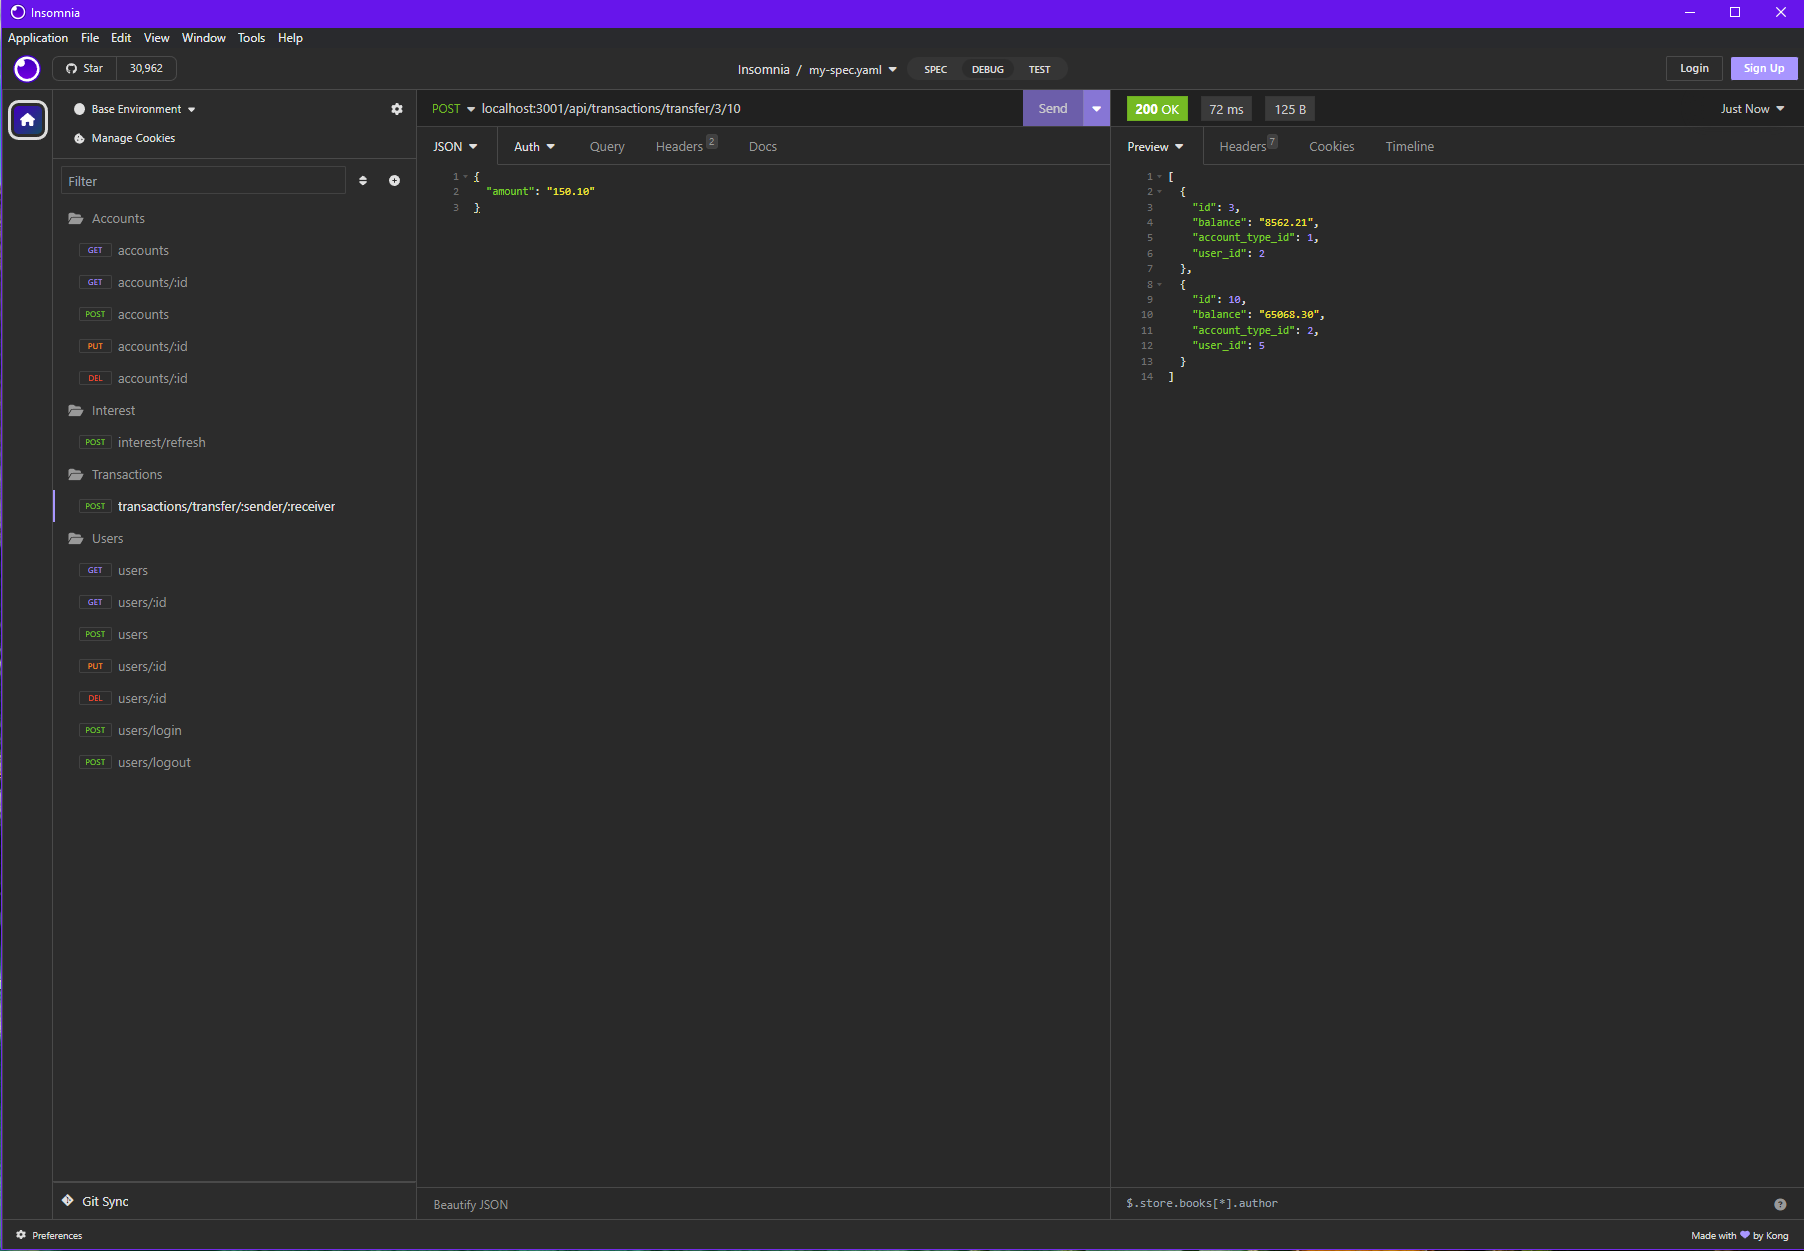 Insomnia
Application File Edit View Window Tools Help
Star 30,962
Insomnia / my-spec.yaml
SPEC DEBUG TEST
Login Sign Up
Base Environment
Manage Cookies
Filter
Accounts
GET accounts
GET accounts/:id
POST accounts
PUT accounts/:id
DEL accounts/:id
Interest
POST interest/refresh
Transactions
POST transactions/transfer/:sender/:receiver
Users
GET users
GET users/:id
POST users
PUT users/:id
DEL users/:id
POST users/login
POST users/logout
Git Sync
Preferences
POST localhost:3001/api/transactions/transfer/3/10 Send
JSON Auth Query Headers 2 Docs
1 {
2 "amount": "150.10"
3 }
Beautify JSON
200 OK 72 ms 125 B Just Now
Preview Headers 7 Cookies Timeline
1 [
2 {
3 "id": 3,
4 "balance": "8562.21",
5 "account_type_id": 1,
6 "user_id": 2
7 },
8 {
9 "id": 10,
10 "balance": "65068.30",
11 "account_type_id": 2,
12 "user_id": 5
13 }
14 ]
$.store.books[*].author
?
Made with 💜 by Kong